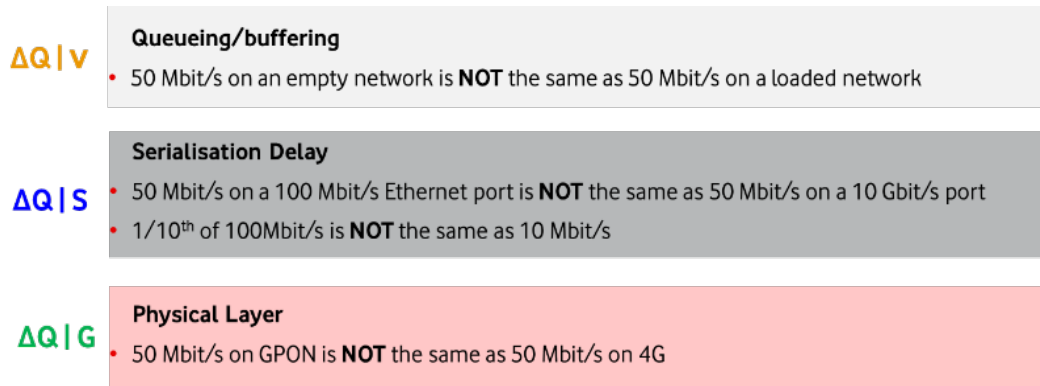 Queueing/buffering
ΔQ|V
• 50 Mbit/s on an empty network is NOT the same as 50 Mbit/s on a loaded network
Serialisation Delay
ΔQ|S
• 50 Mbit/s on a 100 Mbit/s Ethernet port is NOT the same as 50 Mbit/s on a 10 Gbit/s port
• 1/10th of 100Mbit/s is NOT the same as 10 Mbit/s
Physical Layer
ΔQ|G
• 50 Mbit/s on GPON is NOT the same as 50 Mbit/s on 4G